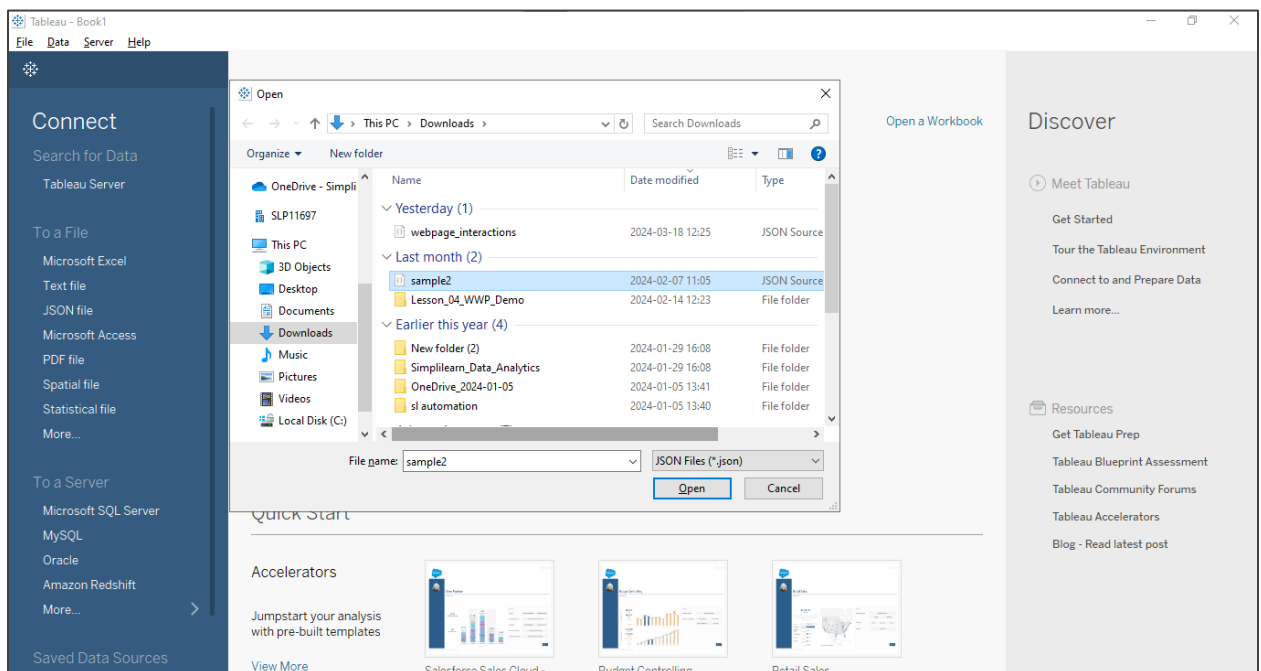 Tableau - Book1
File Data Server Help
Connect
Search for Data
Tableau Server
To a File
Microsoft Excel
Text file
JSON file
Microsoft Access
PDF file
Spatial file
Statistical file
More...
To a Server
Microsoft SQL Server
MySQL
Oracle
Amazon Redshift
More...
Saved Data Sources
Open
This PC > Downloads >
Search Downloads
Organize New folder
OneDrive - Simpli
SLP11697
This PC
3D Objects
Desktop
Documents
Downloads
Music
Pictures
Videos
Local Disk (C:)
Name Date modified Type
Yesterday (1)
webpage_interactions 2024-03-18 12:25 JSON Source
Last month (2)
sample2 2024-02-07 11:05 JSON Source
Lesson_04_WWP_Demo 2024-02-14 12:23 File folder
Earlier this year (4)
New folder (2) 2024-01-29 16:08 File folder
Simplilearn_Data_Analytics 2024-01-29 16:08 File folder
OneDrive_2024-01-05 2024-01-05 13:41 File folder
sl automation 2024-01-05 13:40 File folder
File name: sample2 JSON Files (*.json)
Open Cancel
Open a Workbook
Quick Start
Accelerators
Jumpstart your analysis
with pre-built templates
View More
Salesforce Sales Cloud -
Budget Controlling
Retail Sales
Discover
Meet Tableau
Get Started
Tour the Tableau Environment
Connect to and Prepare Data
Learn more...
Resources
Get Tableau Prep
Tableau Blueprint Assessment
Tableau Community Forums
Tableau Accelerators
Blog - Read latest post